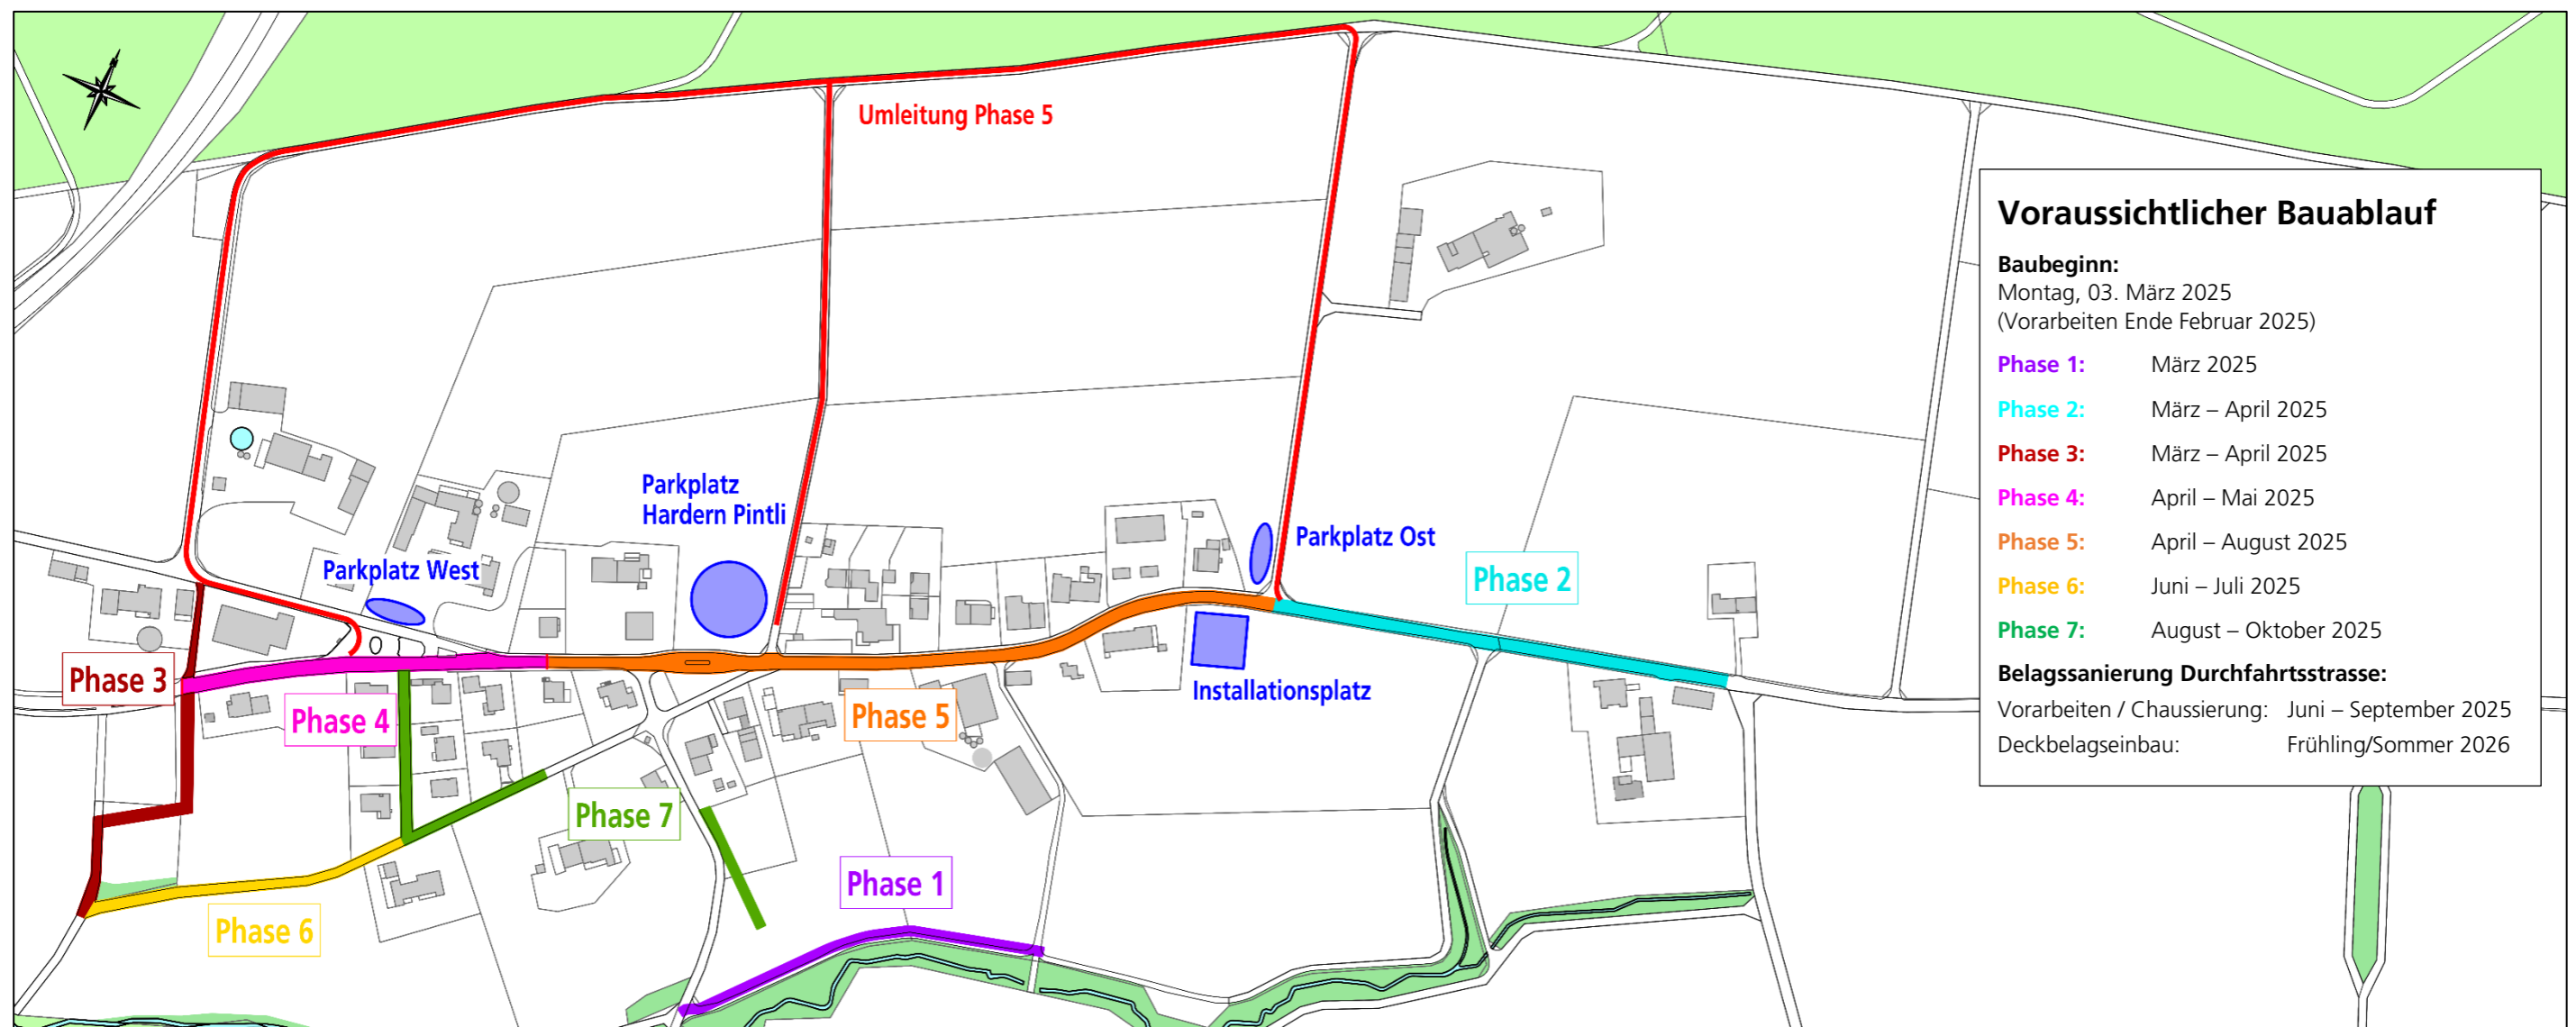 Umleitung Phase 5
Parkplatz
Hardern Pintli
Parkplatz West
Parkplatz Ost
Installationsplatz
Phase 2
Phase 3
Phase 4
Phase 5
Phase 7
Phase 1
Phase 6
Voraussichtlicher Bauablauf
Baubeginn:
Montag, 03. März 2025
(Vorarbeiten Ende Februar 2025)
Phase 1: März 2025
Phase 2: März – April 2025
Phase 3: März – April 2025
Phase 4: April – Mai 2025
Phase 5: April – August 2025
Phase 6: Juni – Juli 2025
Phase 7: August – Oktober 2025
Belagssanierung Durchfahrtsstrasse:
Vorarbeiten / Chaussierung: Juni – September 2025
Deckbelagseinbau: Frühling/Sommer 2026